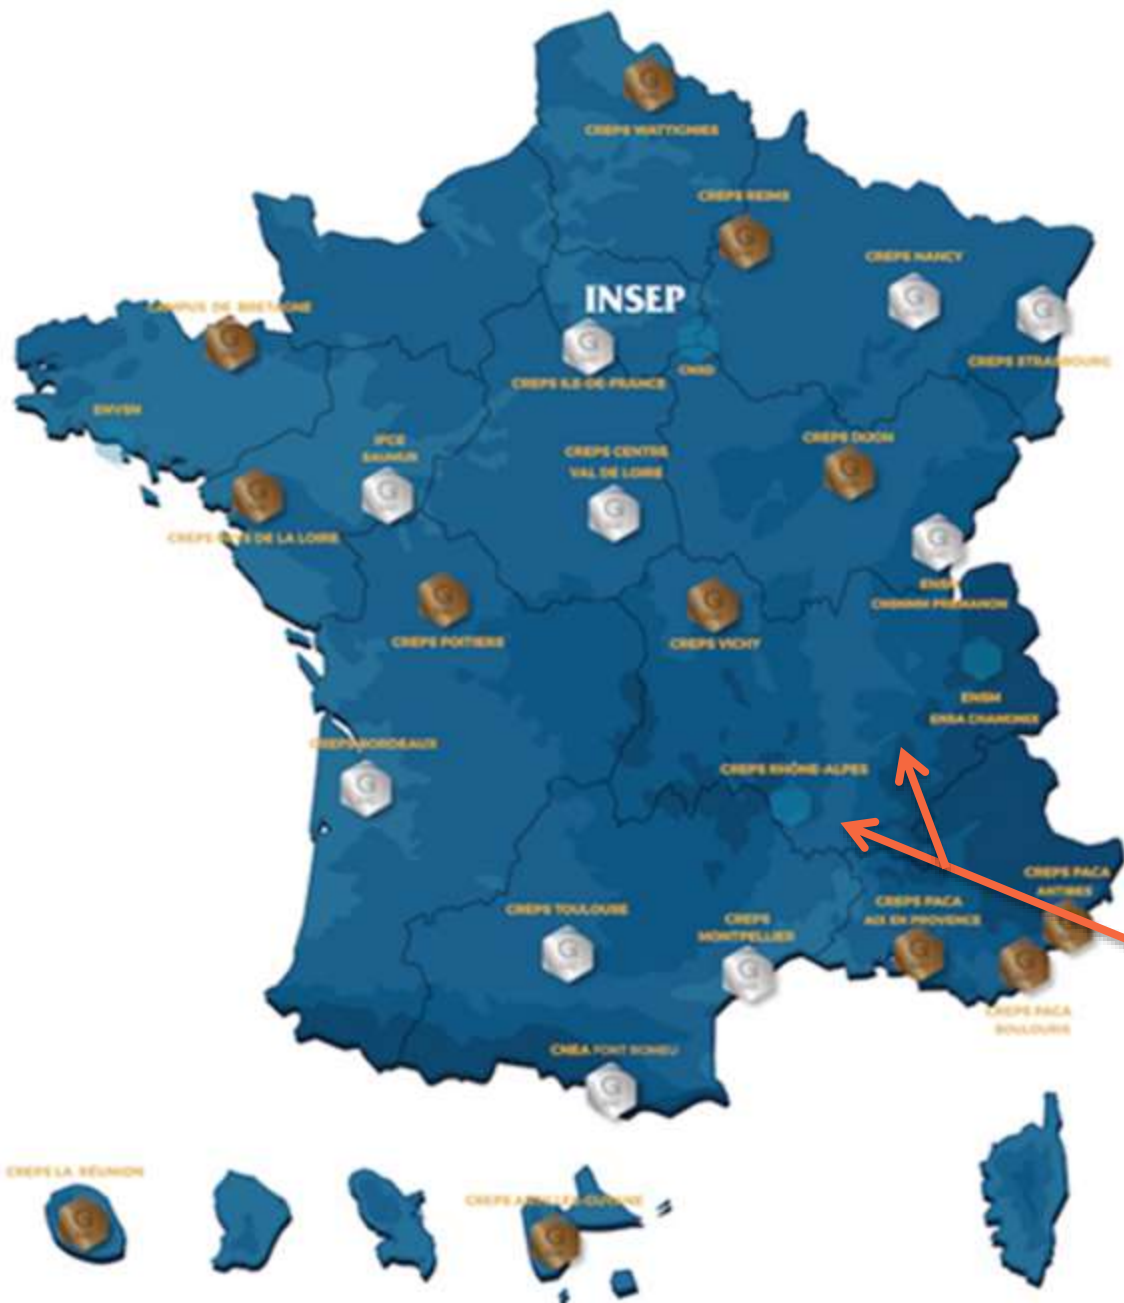 CREPS WATTIGNIES
CREPS REIMS
CREPS NANCY
INSEP
CAMPUS DE BRETAGNE
CREPS STRASBOURG
CREPS ILE-DE-FRANCE
ENVSN
IFCE
SAUMUR
CREPS CENTRE
VAL DE LOIRE
CREPS DIJON
CREPS PAYS DE LA LOIRE
CREPS POITIERS
CREPS VICHY
CNSNMM PREMANON
ENSM
ENSA CHAMONIX
CREPS BORDEAUX
CREPS RHÔNE-ALPES
CREPS PACA
ANTIBES
CREPS PACA
AIX EN PROVENCE
CREPS TOULOUSE
CREPS
MONTPELLIER
CREPS PACA
BOULOURIS
CNEA FONT ROMEU
CREPS LA RÉUNION
CREPS ANTILLES-GUYANE